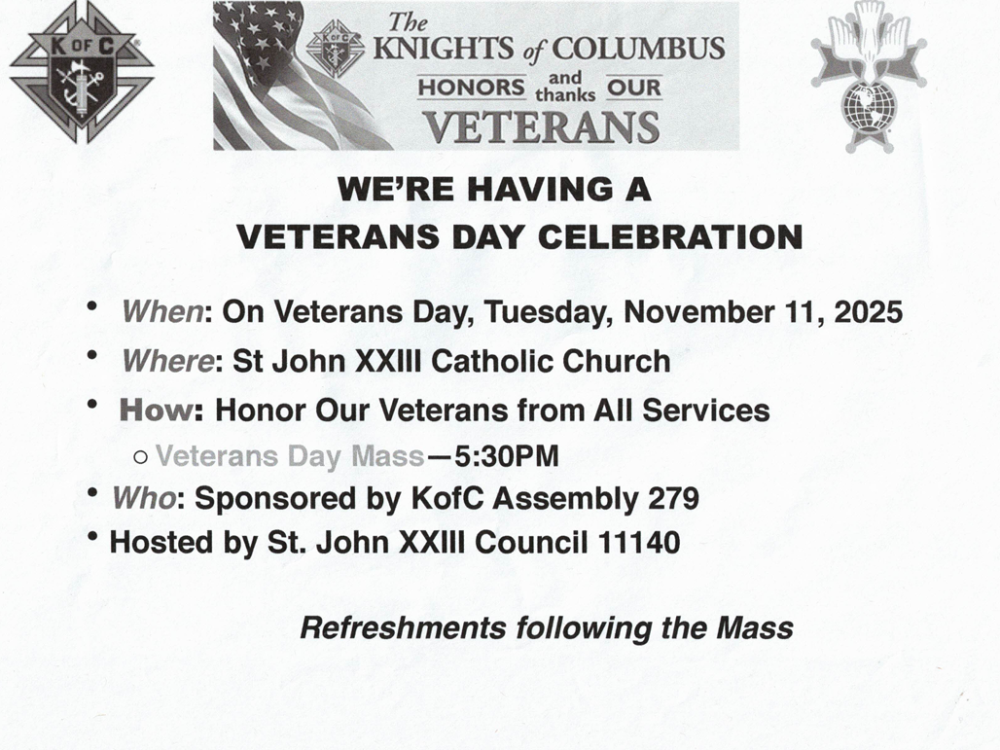 K OF C
The
K OF C
KNIGHTS of COLUMBUS
HONORS and thanks OUR
VETERANS
WE'RE HAVING A
VETERANS DAY CELEBRATION
• When: On Veterans Day, Tuesday, November 11, 2025
• Where: St John XXIII Catholic Church
• How: Honor Our Veterans from All Services
○ Veterans Day Mass—5:30PM
• Who: Sponsored by KofC Assembly 279
• Hosted by St. John XXIII Council 11140
Refreshments following the Mass